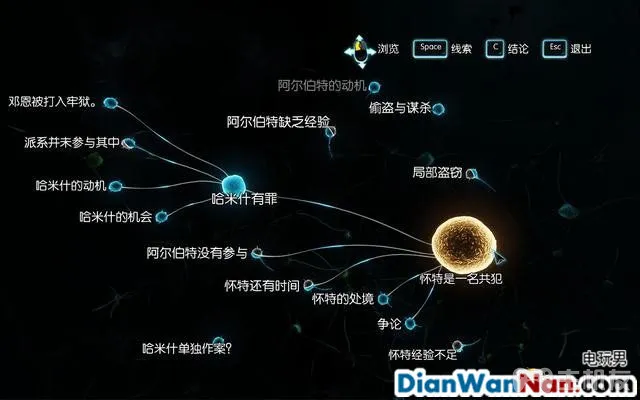 浏览 Space 线索 C 结论 Esc 退出
阿尔伯特的动机
邓恩被打入牢狱。
偷盗与谋杀
阿尔伯特缺乏经验
派系并未参与其中
局部盗窃
哈米什的动机
哈米什有罪
哈米什的机会
阿尔伯特没有参与
怀特是一名共犯
怀特还有时间
怀特的处境
争论
哈米什单独作案？
怀特经验不足
电玩男
DianWanNan.com